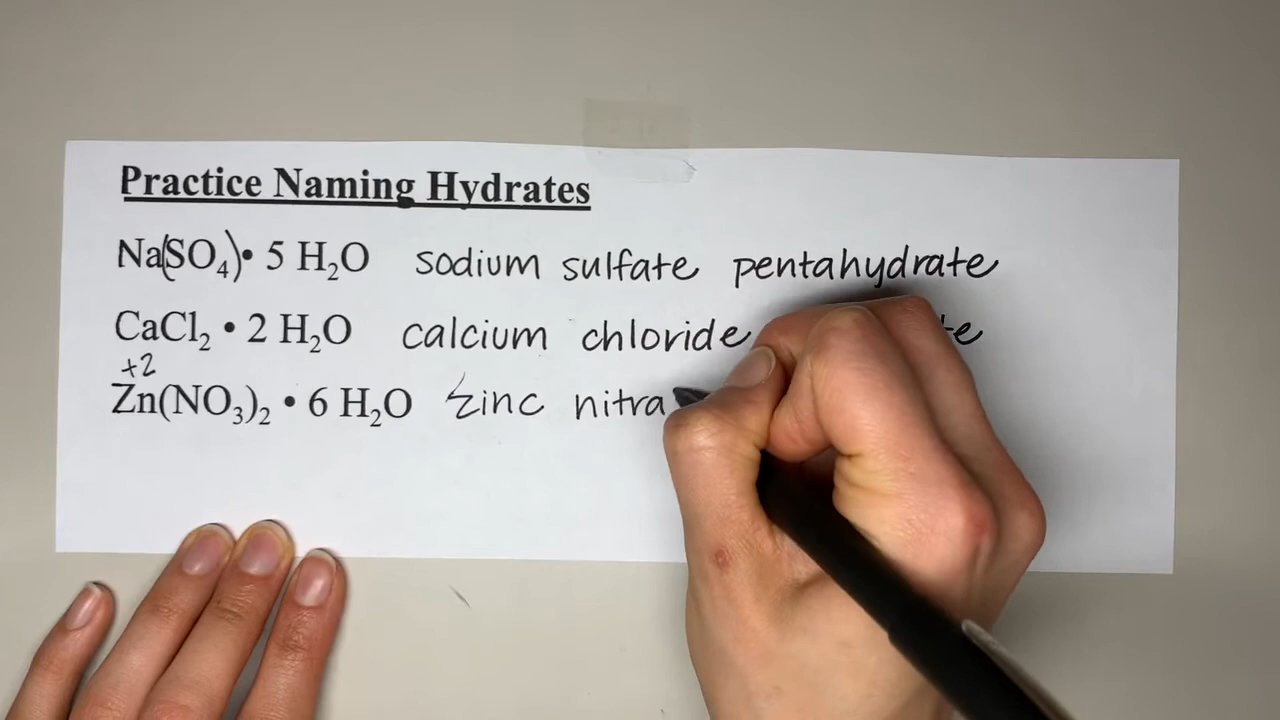 Practice Naming Hydrates
Na(SO₄)• 5 H₂O sodium sulfate pentahydrate
CaCl₂ • 2 H₂O calcium chloride
+2
Zn(NO₃)₂ • 6 H₂O zinc nitra